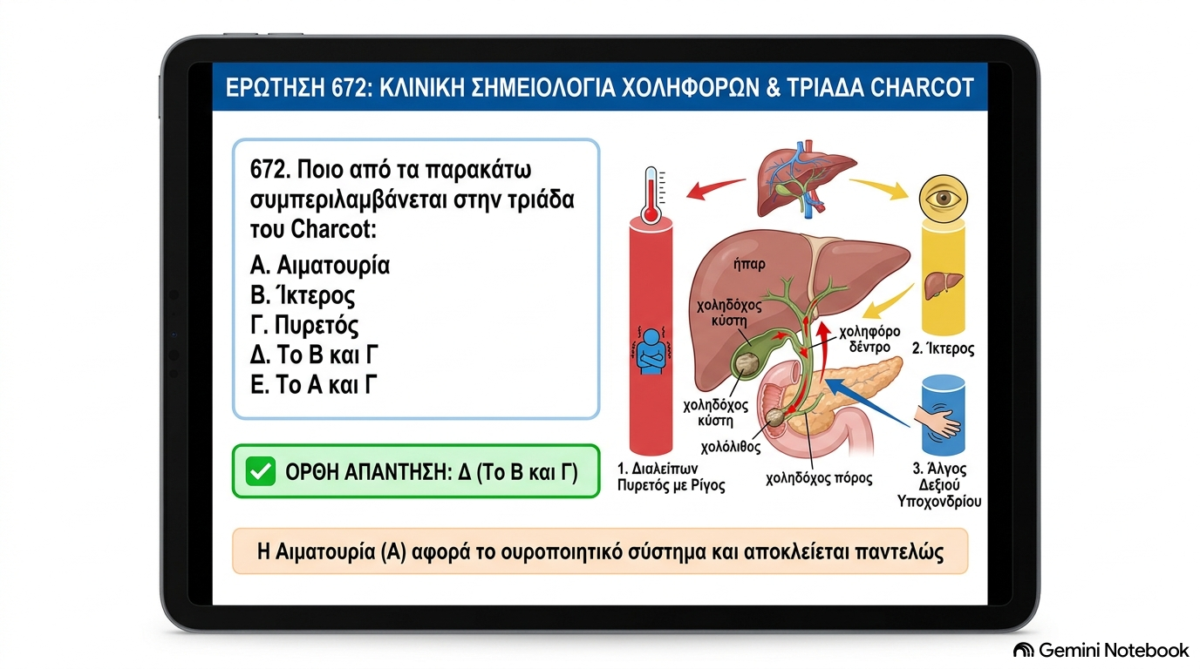 ΕΡΩΤΗΣΗ 672: ΚΛΙΝΙΚΗ ΣΗΜΕΙΟΛΟΓΙΑ ΧΟΛΗΦΟΡΩΝ & ΤΡΙΑΔΑ CHARCOT
672. Ποιο από τα παρακάτω
συμπεριλαμβάνεται στην τριάδα
του Charcot:
Α. Αιματουρία
Β. Ίκτερος
Γ. Πυρετός
Δ. Το Β και Γ
Ε. Το Α και Γ
ΟΡΘΗ ΑΠΑΝΤΗΣΗ: Δ (Το Β και Γ)
ήπαρ
χοληδόχος
κύστη
χοληφόρο
δέντρο
2. Ίκτερος
χοληδόχος
κύστη
χολόλιθος
χοληδόχος πόρος
1. Διαλείπων
Πυρετός με Ρίγος
3. Άλγος
Δεξιού
Υποχονδρίου
Η Αιματουρία (Α) αφορά το ουροποιητικό σύστημα και αποκλείεται παντελώς
Gemini Notebook